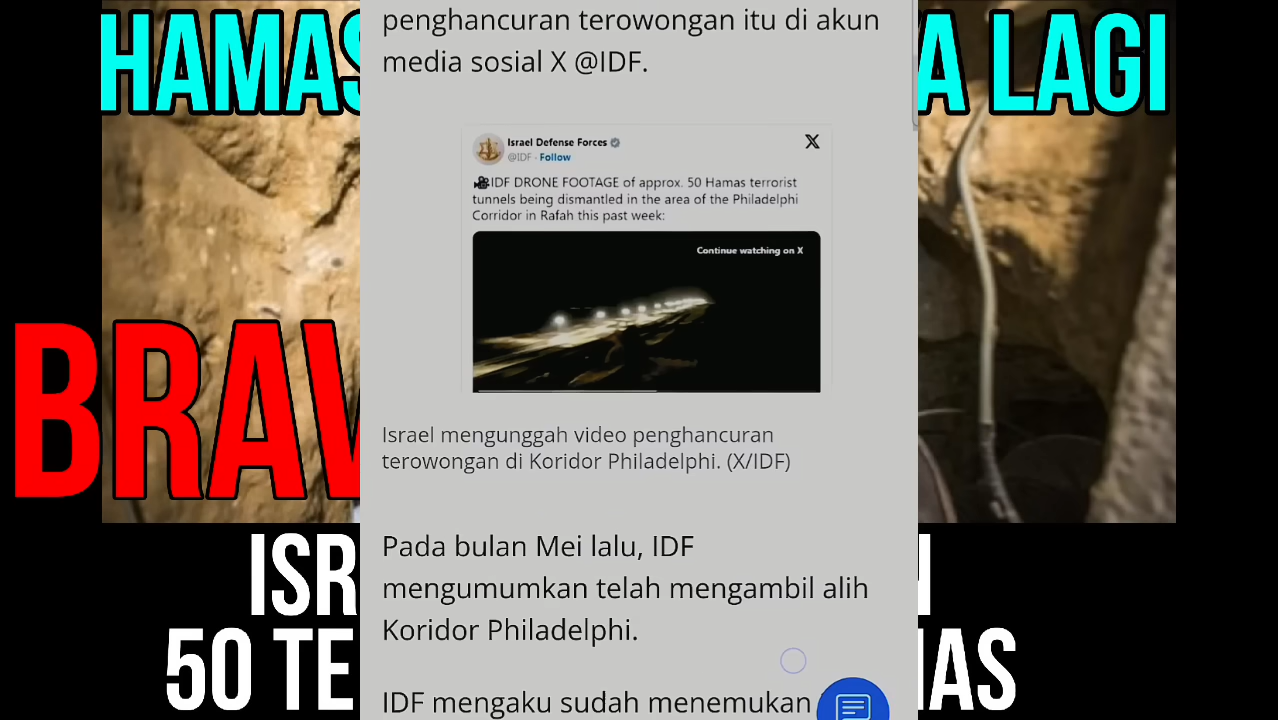 HAMAS
A LAGI
BRAV
ISR
50 TE
AS
penghancuran terowongan itu di akun
media sosial X @IDF.
Israel Defense Forces
@IDF · Follow
IDF DRONE FOOTAGE of approx. 50 Hamas terrorist
tunnels being dismantled in the area of the Philadelphi
Corridor in Rafah this past week:
Continue watching on X
Israel mengunggah video penghancuran
terowongan di Koridor Philadelphi. (X/IDF)
Pada bulan Mei lalu, IDF
mengumumkan telah mengambil alih
Koridor Philadelphi.
IDF mengaku sudah menemukan